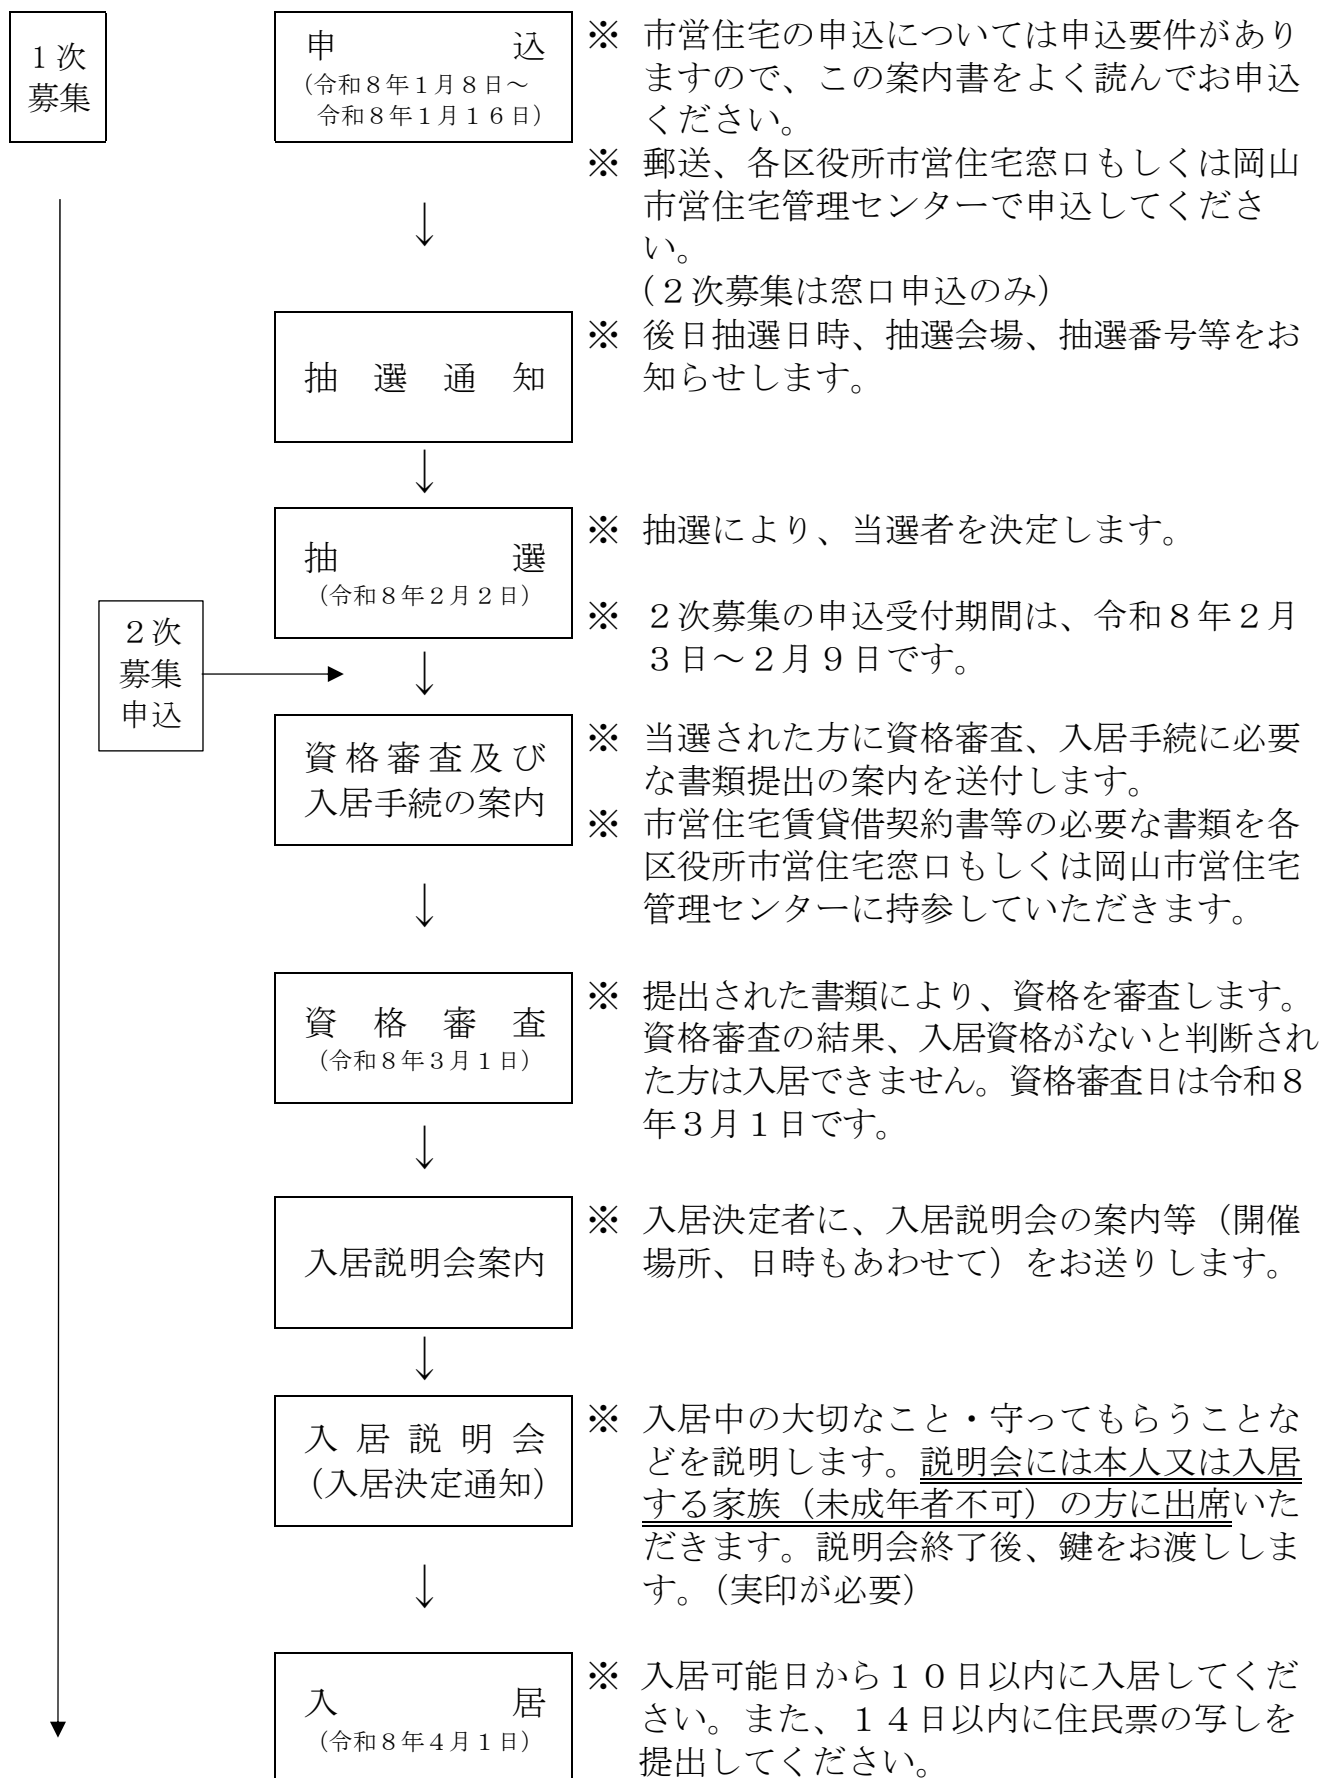 １次
募集
申　込
(令和８年１月８日～
令和８年１月１６日)
※ 市営住宅の申込については申込要件があり
ますので、この案内書をよく読んでお申込
ください。
※ 郵送、各区役所市営住宅窓口もしくは岡山
市営住宅管理センターで申込してくださ
い。
(２次募集は窓口申込のみ)
↓
抽選通知
※ 後日抽選日時、抽選会場、抽選番号等をお
知らせします。
↓
抽　選
(令和８年２月２日)
※ 抽選により、当選者を決定します。
２次
募集
申込
※ ２次募集の申込受付期間は、令和８年２月
３日～２月９日です。
↓
資格審査及び
入居手続の案内
※ 当選された方に資格審査、入居手続に必要
な書類提出の案内を送付します。
※ 市営住宅賃貸借契約書等の必要な書類を各
区役所市営住宅窓口もしくは岡山市営住宅
管理センターに持参していただきます。
↓
資格審査
(令和８年３月１日)
※ 提出された書類により、資格を審査します。
資格審査の結果、入居資格がないと判断され
た方は入居できません。資格審査日は令和８
年３月１日です。
↓
入居説明会案内
※ 入居決定者に、入居説明会の案内等（開催
場所、日時もあわせて）をお送りします。
↓
入居説明会
(入居決定通知)
※ 入居中の大切なこと・守ってもらうことな
どを説明します。説明会には本人又は入居
する家族（未成年者不可）の方に出席いた
だきます。説明会終了後、鍵をお渡ししま
す。(実印が必要)
↓
入　居
(令和８年４月１日)
※ 入居可能日から１０日以内に入居してくだ
さい。また、１４日以内に住民票の写しを
提出してください。